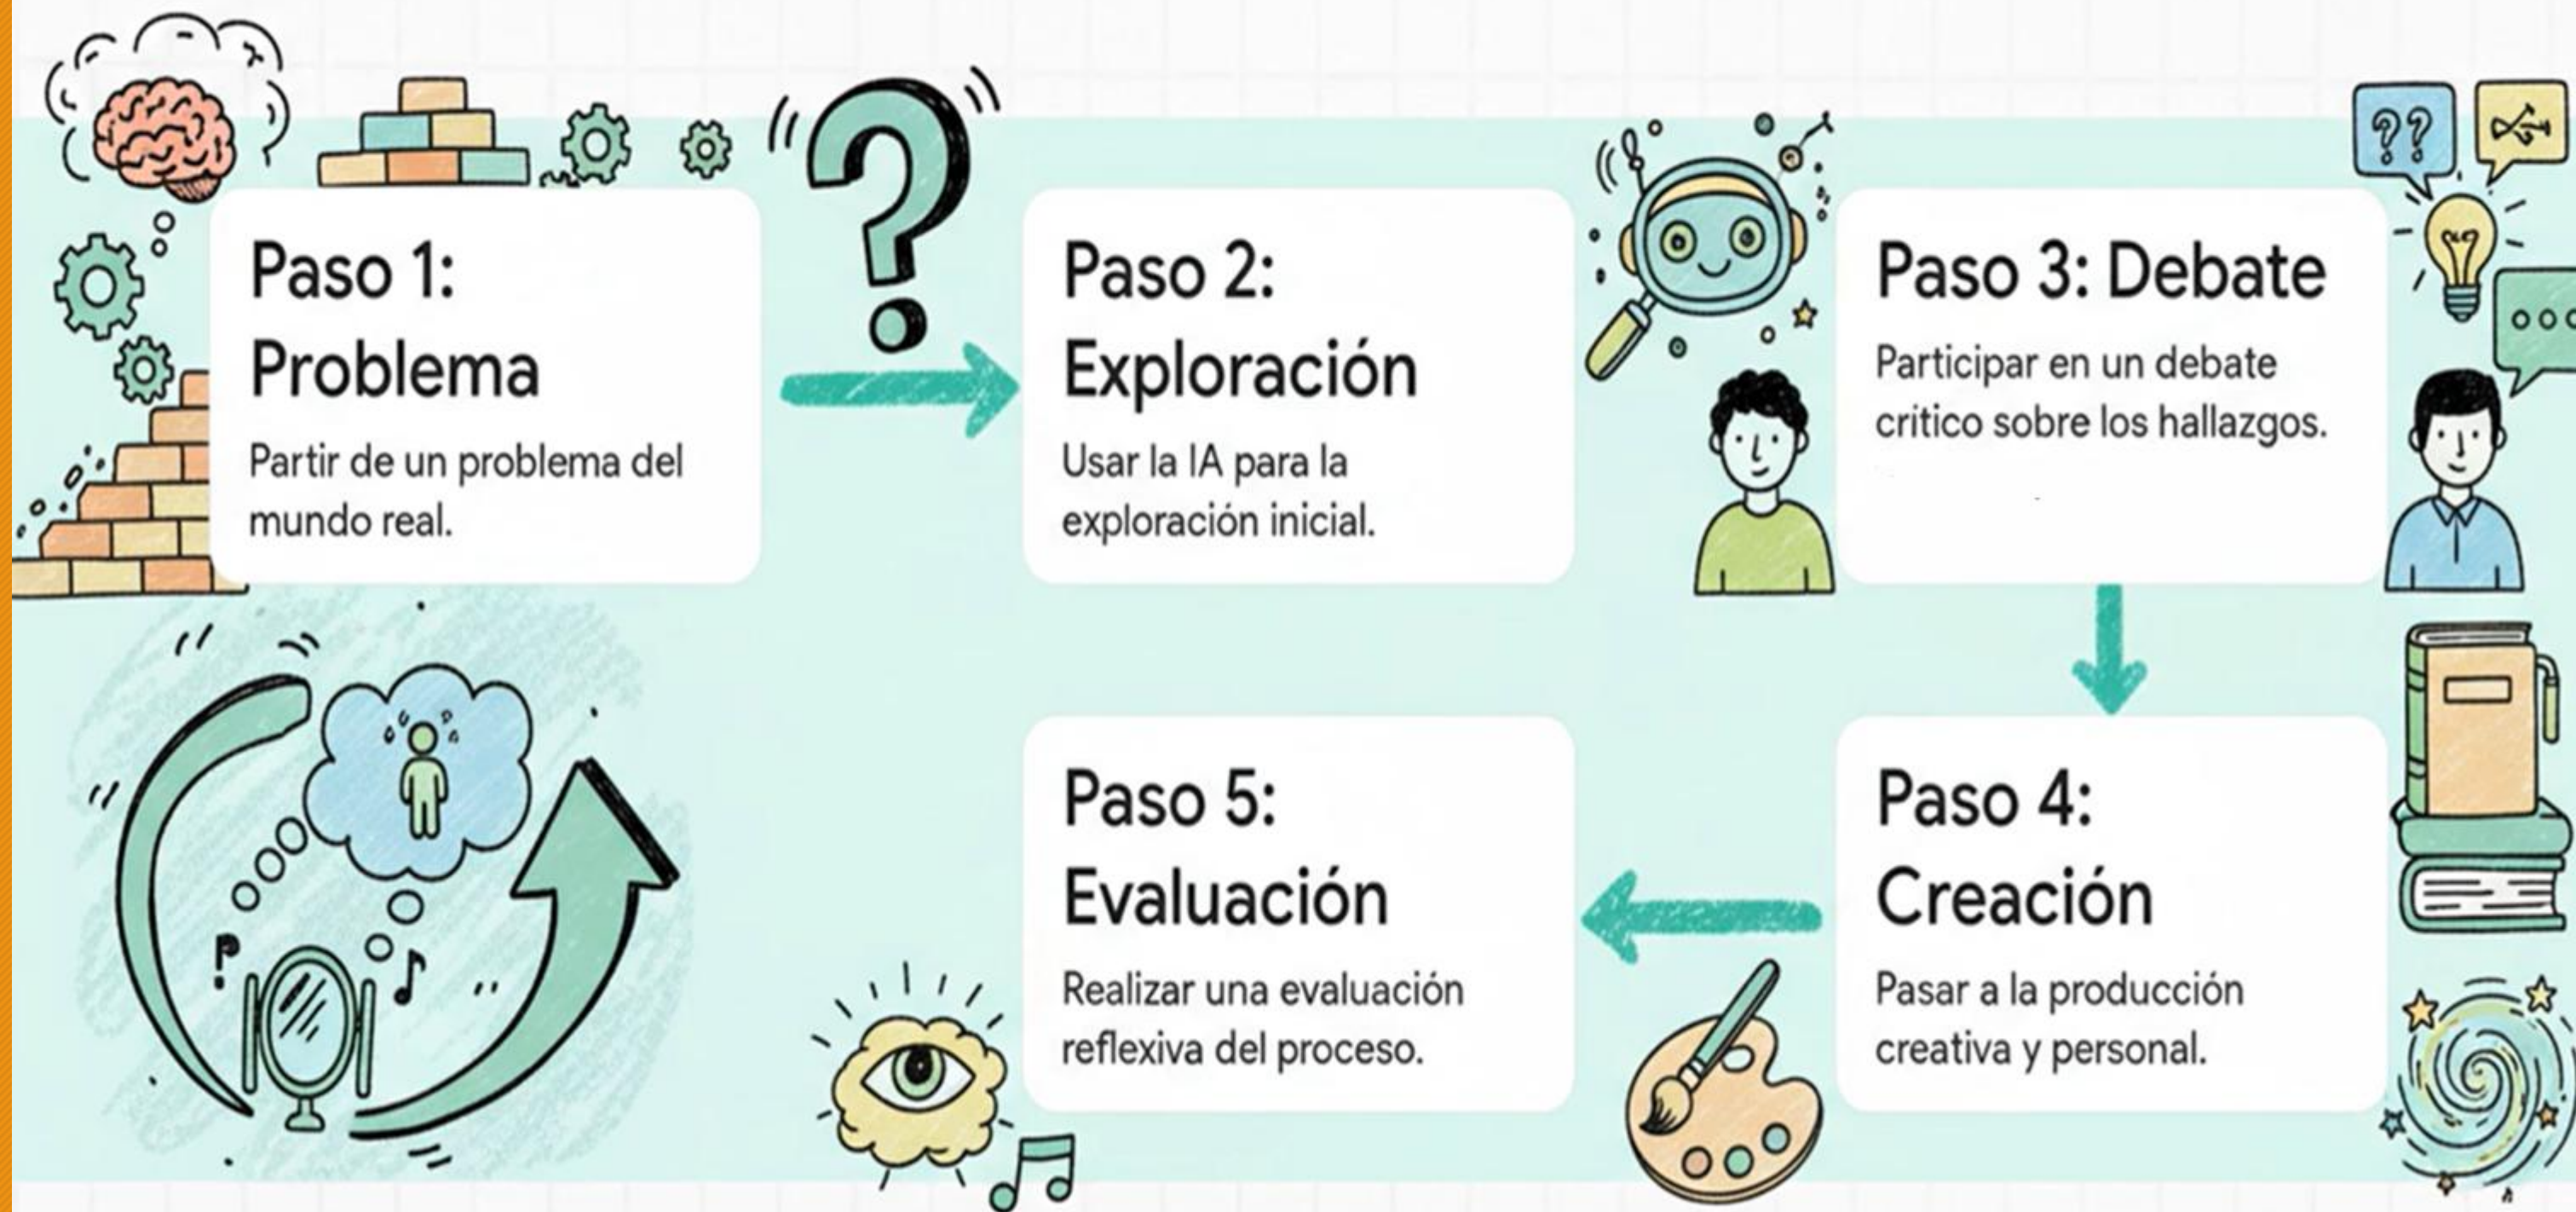 Paso 1:
Problema
Partir de un problema del
mundo real.
Paso 2:
Exploración
Usar la IA para la
exploración inicial.
Paso 3: Debate
Participar en un debate
crítico sobre los hallazgos.
Paso 4:
Creación
Pasar a la producción
creativa y personal.
Paso 5:
Evaluación
Realizar una evaluación
reflexiva del proceso.
??